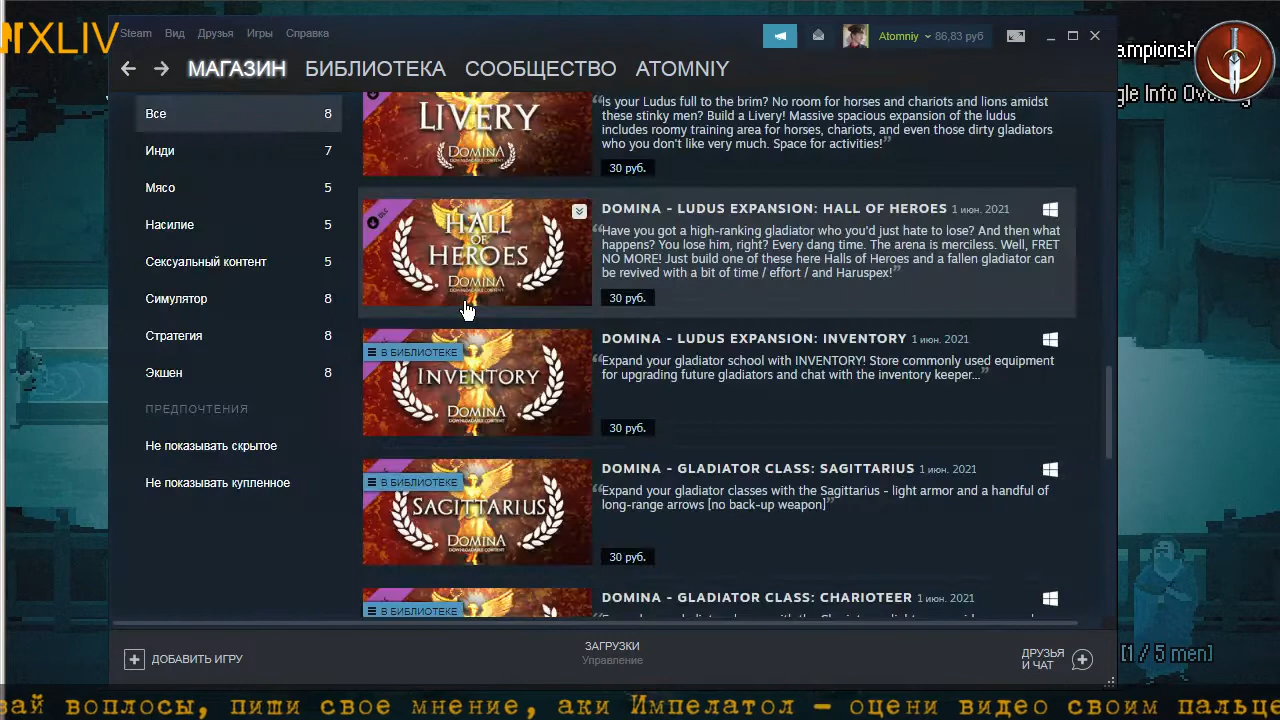 XLIV
Steam Вид Друзья Игры Справка
Atomniy 86,83 руб
МАГАЗИН БИБЛИОТЕКА СООБЩЕСТВО ATOMNIY
Все 8
Инди 7
Мясо 5
Насилие 5
Сексуальный контент 5
Симулятор 8
Стратегия 8
Экшен 8
ПРЕДПОЧТЕНИЯ
Не показывать скрытое
Не показывать купленное
LIVERY
DOMINA
DOWNLOADABLE CONTENT
Is your Ludus full to the brim? No room for horses and chariots and lions amidst
these stinky men? Build a Livery! Massive spacious expansion of the ludus
includes roomy training area for horses, chariots, and even those dirty gladiators
who you don't like very much. Space for activities!”
30 руб.
DLC
HALL
OF
HEROES
DOMINA
DOWNLOADABLE CONTENT
DOMINA - LUDUS EXPANSION: HALL OF HEROES 1 июн. 2021
“Have you got a high-ranking gladiator who you'd just hate to lose? And then what
happens? You lose him, right? Every dang time. The arena is merciless. Well, FRET
NO MORE! Just build one of these here Halls of Heroes and a fallen gladiator can
be revived with a bit of time / effort / and Haruspex!”
30 руб.
В БИБЛИОТЕКЕ
INVENTORY
DOMINA
DOWNLOADABLE CONTENT
DOMINA - LUDUS EXPANSION: INVENTORY 1 июн. 2021
“Expand your gladiator school with INVENTORY! Store commonly used equipment
for upgrading future gladiators and chat with the inventory keeper...”
30 руб.
В БИБЛИОТЕКЕ
SAGITTARIUS
DOMINA
DOWNLOADABLE CONTENT
DOMINA - GLADIATOR CLASS: SAGITTARIUS 1 июн. 2021
“Expand your gladiator classes with the Sagittarius - light armor and a handful of
long-range arrows [no back-up weapon]”
30 руб.
В БИБЛИОТЕКЕ
DOMINA - GLADIATOR CLASS: CHARIOTEER 1 июн. 2021
ampionsh
gle Info Ov
[1 / 5 men]
ДОБАВИТЬ ИГРУ
ЗАГРУЗКИ
Управление
ДРУЗЬЯ
И ЧАТ
вай воплосы, пиши свое мнение, аки Импелатол – оцени видео своим пальце